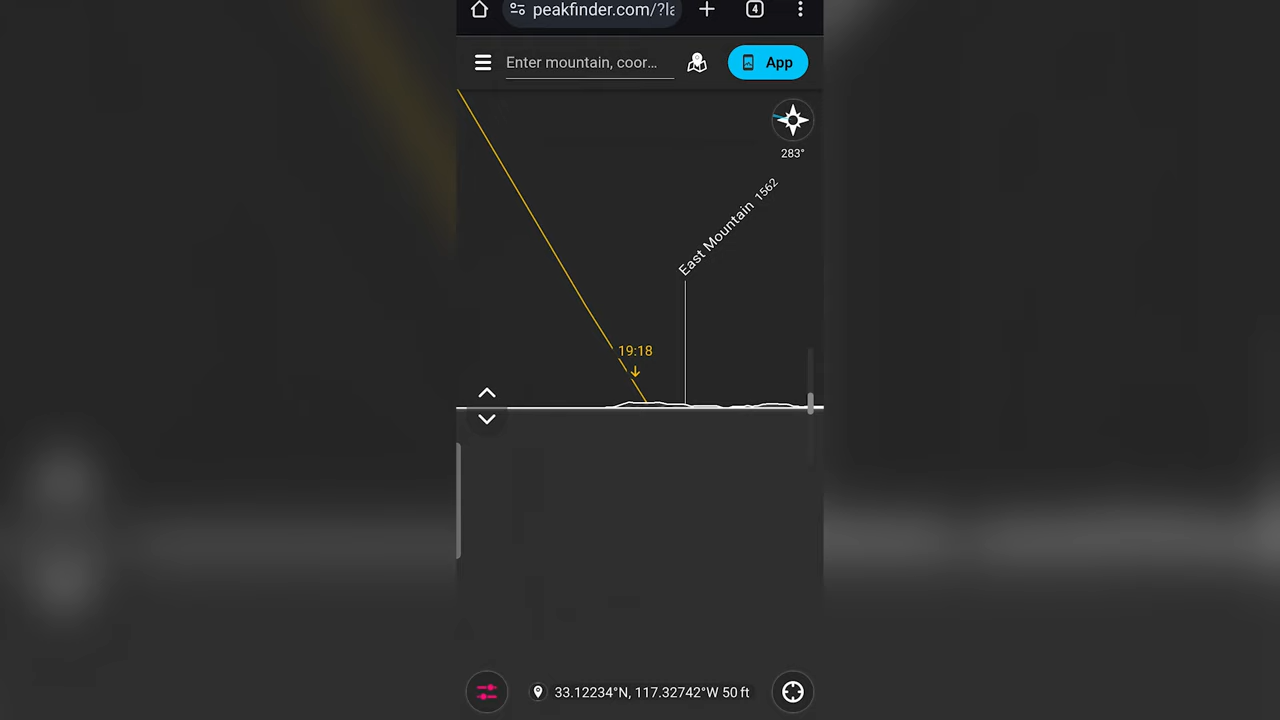 peakfinder.com/?la
4
Enter mountain, coor...
App
283°
East Mountain 1562
19:18
33.12234°N, 117.32742°W 50 ft